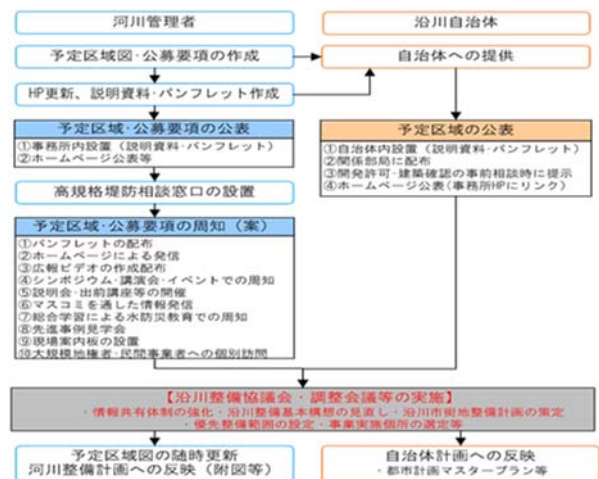 河川管理者
沿川自治体
予定区域図・公募要項の作成
自治体への提供
HP更新、説明資料・パンフレット作成
予定区域・公募要項の公表
①事務所内設置（説明資料・パンフレット）
②ホームページ公表等
予定区域の公表
①自治体内設置（説明資料・パンフレット）
②関係部局に配布
③開発許可・建築確認の事前相談時に提示
④ホームページ公表（事務所HPにリンク）
高規格堤防相談窓口の設置
予定区域・公募要項の周知（案）
①パンフレットの配布
②ホームページによる発信
③広報ビデオの作成配布
④シンポジウム・講演会・イベントでの周知
⑤説明会・出前講座等の開催
⑥マスコミを通した情報発信
⑦総合学習による水防災教育での周知
⑧先進事例見学会
⑨現場案内板の設置
⑩大規模地権者・民間事業者への個別訪問
【沿川整備協議会・調整会議等の実施】
・情報共有体制の強化・沿川整備基本構想の見直し・沿川市街地整備計画の策定
・優先整備範囲の設定・事業実施個所の選定等
予定区域図の随時更新
河川整備計画への反映（附図等）
自治体計画への反映
・都市計画マスタープラン等